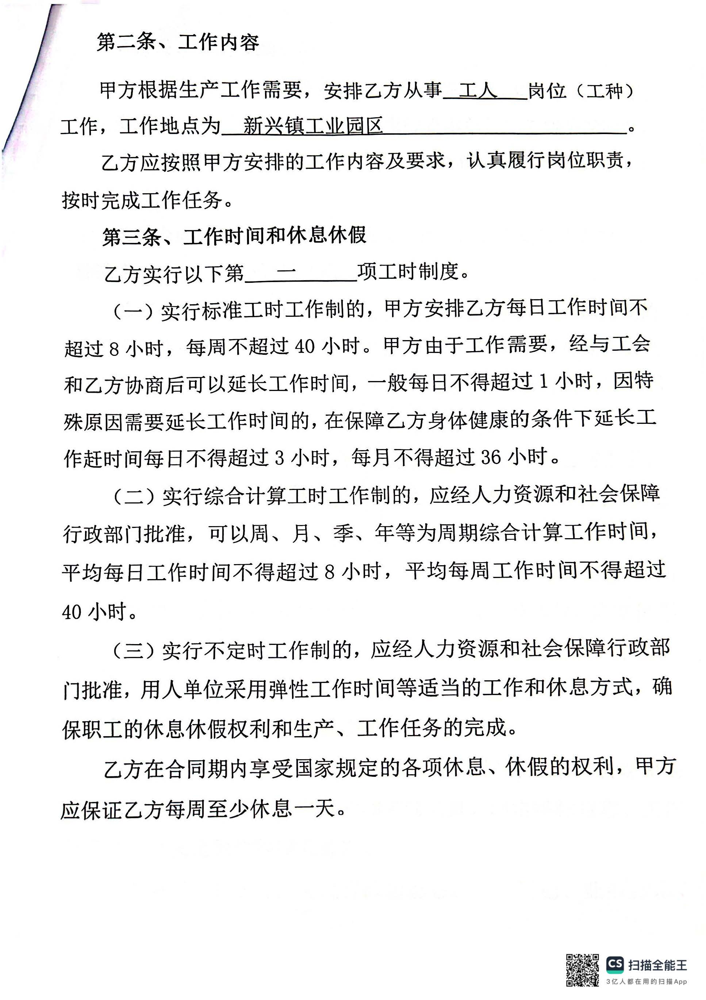 第二条、工作内容
甲方根据生产工作需要，安排乙方从事 工人 岗位（工种）
工作，工作地点为 新兴镇工业园区 。
乙方应按照甲方安排的工作内容及要求，认真履行岗位职责，
按时完成工作任务。
第三条、工作时间和休息休假
乙方实行以下第 一 项工时制度。
（一）实行标准工时工作制的，甲方安排乙方每日工作时间不
超过 8 小时，每周不超过 40 小时。甲方由于工作需要，经与工会
和乙方协商后可以延长工作时间，一般每日不得超过 1 小时，因特
殊原因需要延长工作时间的，在保障乙方身体健康的条件下延长工
作赶时间每日不得超过 3 小时，每月不得超过 36 小时。
（二）实行综合计算工时工作制的，应经人力资源和社会保障
行政部门批准，可以周、月、季、年等为周期综合计算工作时间，
平均每日工作时间不得超过 8 小时，平均每周工作时间不得超过
40 小时。
（三）实行不定时工作制的，应经人力资源和社会保障行政部
门批准，用人单位采用弹性工作时间等适当的工作和休息方式，确
保职工的休息休假权利和生产、工作任务的完成。
乙方在合同期内享受国家规定的各项休息、休假的权利，甲方
应保证乙方每周至少休息一天。
CS 扫描全能王
3亿人都在用的扫描App